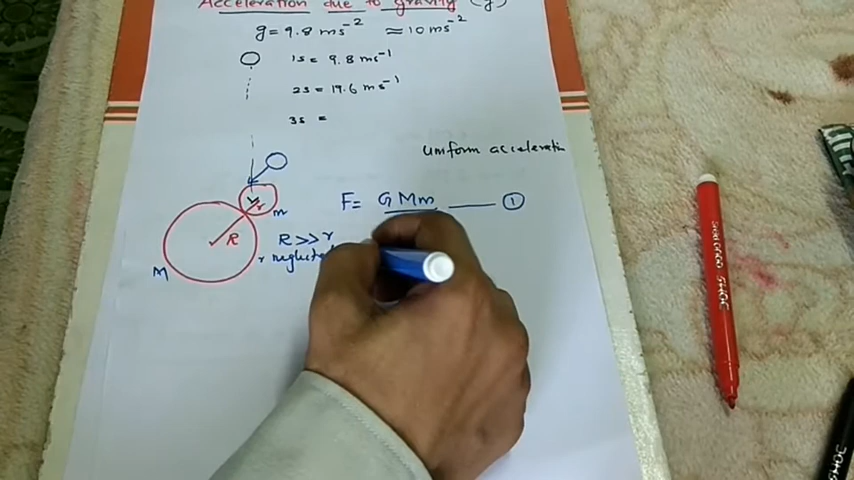 Acceleration due to gravity (g)
g = 9.8 ms⁻² ≈ 10 ms⁻²
1s = 9.8 ms⁻¹
2s = 19.6 ms⁻¹
3s =
uniform acceleration
F = GMm ——— ①
r
m
R
R >> r
M
r